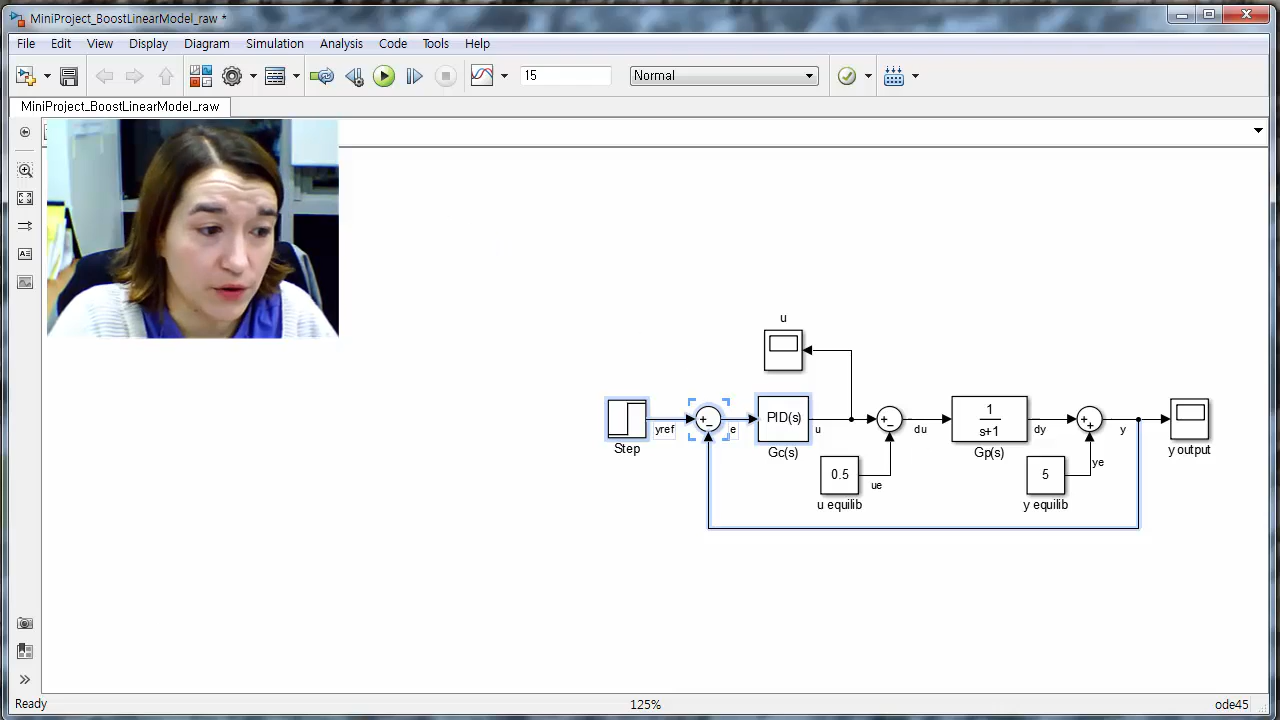 MiniProject_BoostLinearModel_raw *
File Edit View Display Diagram Simulation Analysis Code Tools Help
15 Normal
MiniProject_BoostLinearModel_raw
u
PID(s)
1
s+1
yref e u du dy y
Step Gc(s) Gp(s) y output
0.5 5
ue ye
u equilib y equilib
Ready 125% ode45